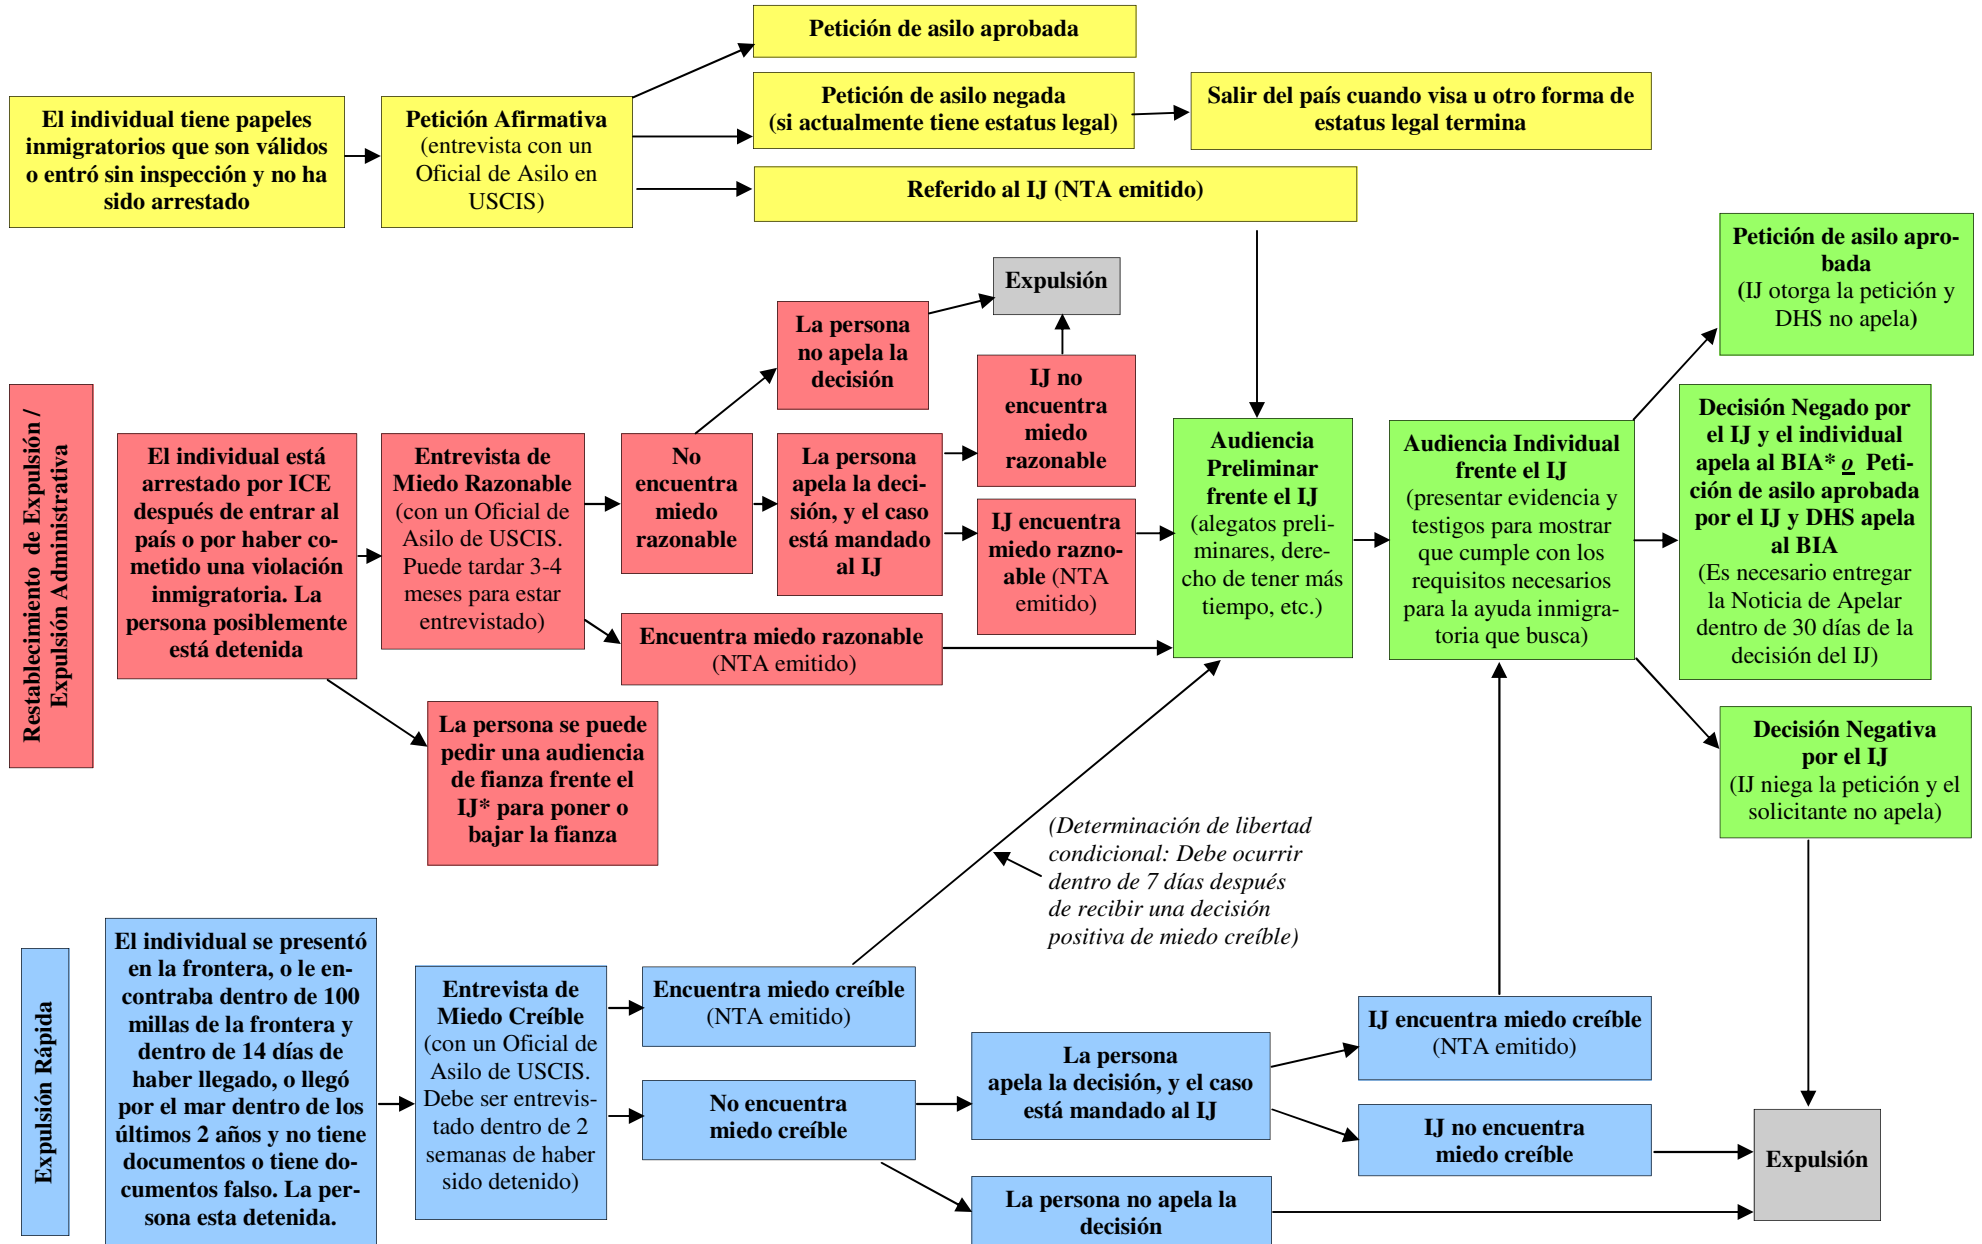 Petición de asilo aprobada
El individual tiene papeles
inmigratorios que son válidos
o entró sin inspección y no ha
sido arrestado
Petición Afirmativa
(entrevista con un
Oficial de Asilo en
USCIS)
Petición de asilo negada
(si actualmente tiene estatus legal)
Salir del país cuando visa u otro forma de
estatus legal termina
Referido al IJ (NTA emitido)
Restablecimiento de Expulsión /
Expulsión Administrativa
El individual está
arrestado por ICE
después de entrar al
país o por haber co-
metido una violación
inmigratoria. La
persona posiblemente
está detenida
Entrevista de
Miedo Razonable
(con un Oficial de
Asilo de USCIS.
Puede tardar 3-4
meses para estar
entrevistado)
No
encuentra
miedo
razonable
La persona
no apela la
decisión
Expulsión
La persona
apela la deci-
sión, y el caso
está mandado
al IJ
IJ no
encuentra
miedo
razonable
IJ encuentra
miedo razno-
able (NTA
emitido)
Encuentra miedo razonable
(NTA emitido)
La persona se puede
pedir una audiencia
de fianza frente el
IJ* para poner o
bajar la fianza
Audiencia
Preliminar
frente el IJ
(alegatos preli-
minares, dere-
cho de tener más
tiempo, etc.)
Audiencia Individual
frente el IJ
(presentar evidencia y
testigos para mostrar
que cumple con los
requisitos necesarios
para la ayuda inmigra-
toria que busca)
Petición de asilo apro-
bada
(IJ otorga la petición y
DHS no apela)
Decisión Negado por
el IJ y el individual
apela al BIA* o Peti-
ción de asilo aprobada
por el IJ y DHS apela
al BIA
(Es necesario entregar
la Noticia de Apelar
dentro de 30 días de la
decisión del IJ)
Decisión Negativa
por el IJ
(IJ niega la petición y el
solicitante no apela)
(Determinación de libertad
condicional: Debe ocurrir
dentro de 7 días después
de recibir una decisión
positiva de miedo creíble)
Expulsión Rápida
El individual se presentó
en la frontera, o le en-
contraba dentro de 100
millas de la frontera y
dentro de 14 días de
haber llegado, o llegó
por el mar dentro de los
últimos 2 años y no tiene
documentos o tiene do-
cumentos falso. La per-
sona esta detenida.
Entrevista de
Miedo Creíble
(con un Oficial de
Asilo de USCIS.
Debe ser entrevis-
tado dentro de 2
semanas de haber
sido detenido)
Encuentra miedo creíble
(NTA emitido)
No encuentra
miedo creíble
La persona
apela la decisión, y el caso
está mandado al IJ
La persona no apela la
decisión
IJ encuentra miedo creíble
(NTA emitido)
IJ no encuentra
miedo creíble
Expulsión